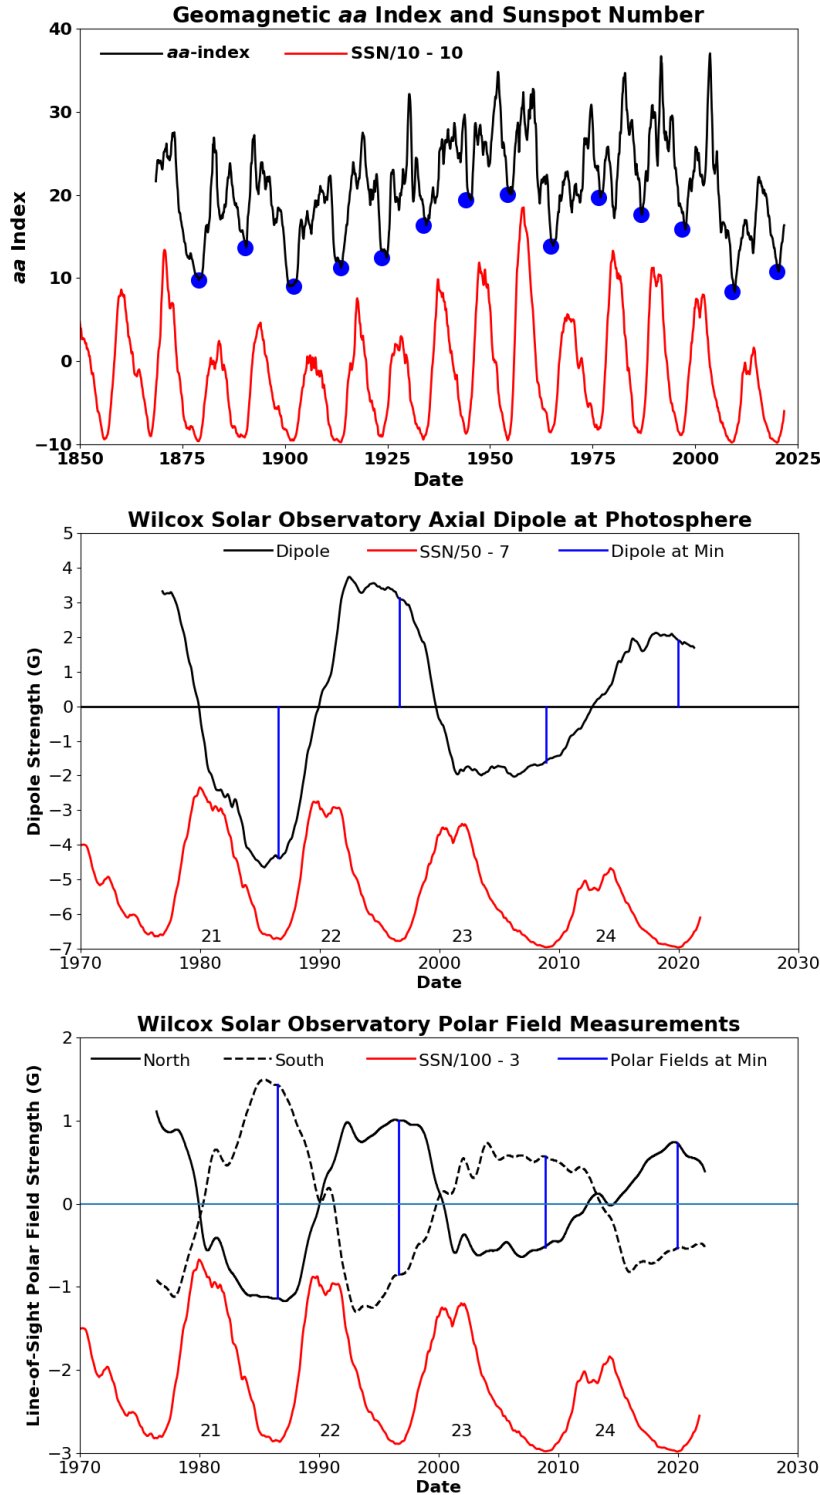 Geomagnetic aa Index and Sunspot Number
aa-index SSN/10 - 10
40
30
20
10
0
−10
aa Index
1850 1875 1900 1925 1950 1975 2000 2025
Date
Wilcox Solar Observatory Axial Dipole at Photosphere
Dipole SSN/50 - 7 Dipole at Min
5
4
3
2
1
0
−1
−2
−3
−4
−5
−6
−7
Dipole Strength (G)
21 22 23 24
1970 1980 1990 2000 2010 2020 2030
Date
Wilcox Solar Observatory Polar Field Measurements
North South SSN/100 - 3 Polar Fields at Min
2
1
0
−1
−2
−3
Line-of-Sight Polar Field Strength (G)
21 22 23 24
1970 1980 1990 2000 2010 2020 2030
Date